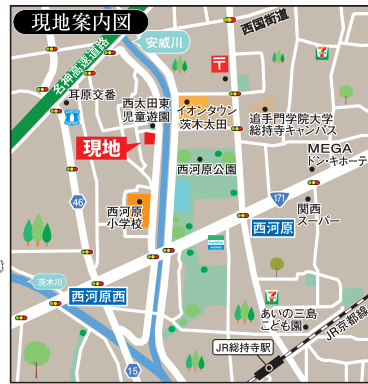 現地案内図
安威川
西国街道
名神高速道路
耳原交番
〒
西太田東
児童遊園
イオンタウン
茨木太田
追手門学院大学
総持寺キャンパス
現地
MEGA
ドン・キホーテ
西河原公園
46
西河原
小学校
171
関西
スーパー
西河原
FamilyMart
茨木川
西河原西
あいの三島
こども園
JR総持寺駅
JR京都線
15